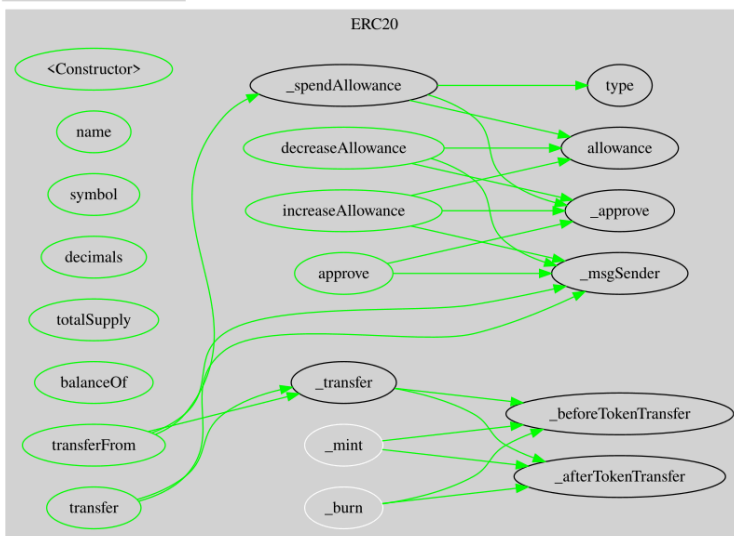 ERC20
<Constructor>
name
symbol
decimals
totalSupply
balanceOf
transferFrom
transfer
_spendAllowance
decreaseAllowance
increaseAllowance
approve
_transfer
_mint
_burn
type
allowance
_approve
_msgSender
_beforeTokenTransfer
_afterTokenTransfer